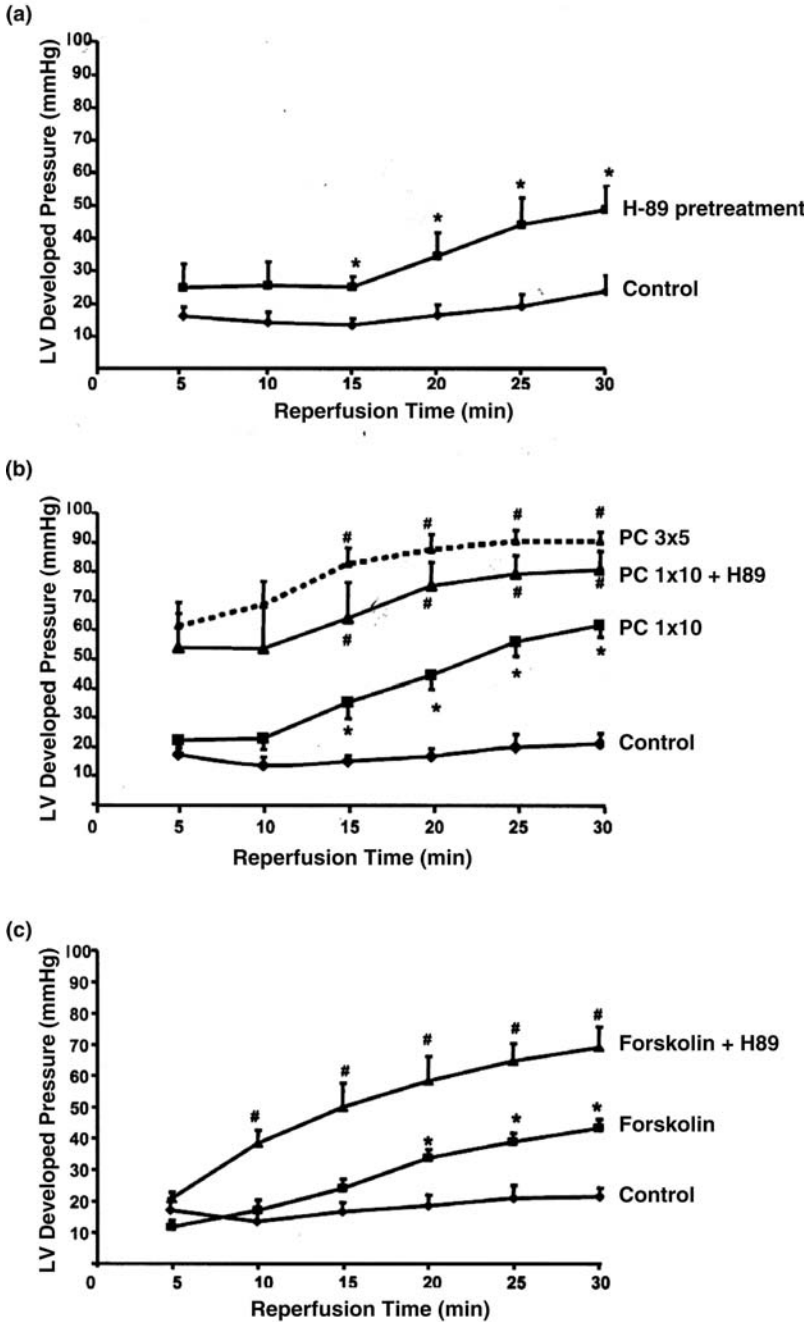 (a)
100
90
80
70
60
50
40
30
20
10
0
5 10 15 20 25 30
LV Developed Pressure (mmHg)
Reperfusion Time (min)
* * * *
H-89 pretreatment
Control
(b)
100
90
80
70
60
50
40
30
20
10
0
5 10 15 20 25 30
LV Developed Pressure (mmHg)
Reperfusion Time (min)
# # # #
PC 3x5
PC 1x10 + H89
# # # #
PC 1x10
* * * *
Control
(c)
100
90
80
70
60
50
40
30
20
10
0
5 10 15 20 25 30
LV Developed Pressure (mmHg)
Reperfusion Time (min)
# # # # #
Forskolin + H89
* * *
Forskolin
Control